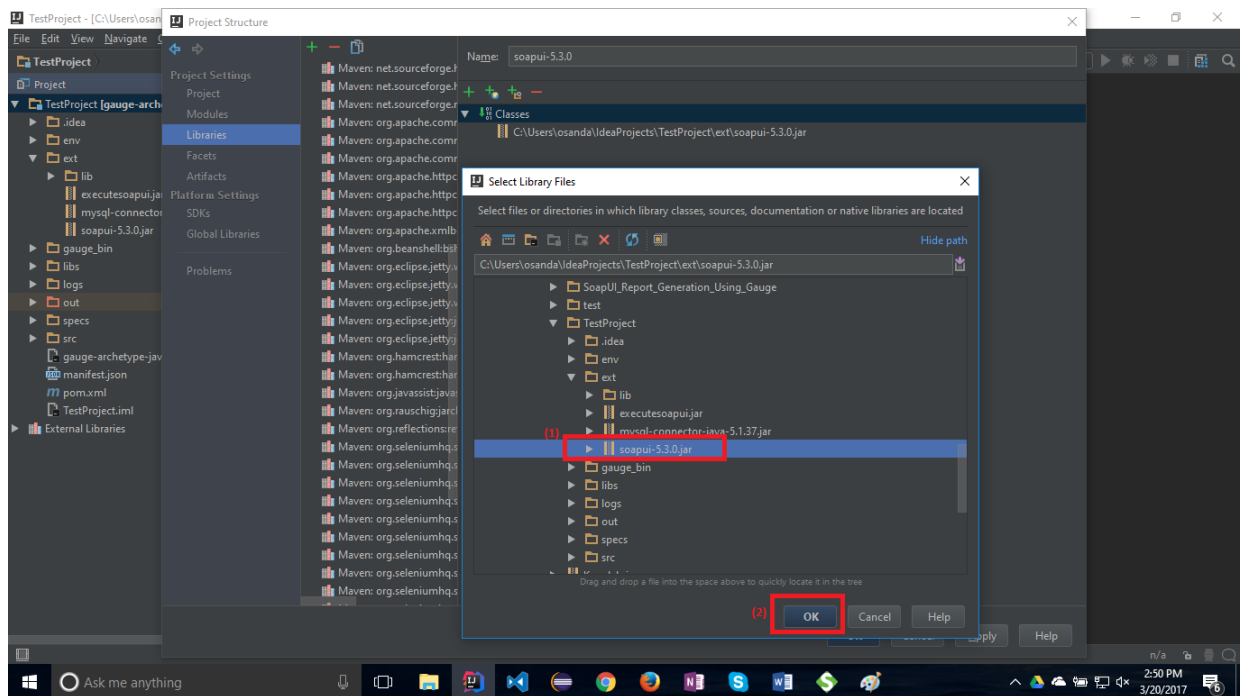 TestProject - [C:\Users\osan
File Edit View Navigate
TestProject
Project
TestProject [gauge-arch
.idea
env
ext
lib
executesoapui.ja
mysql-connector
soapui-5.3.0.jar
gauge_bin
libs
logs
out
specs
src
gauge-archetype-jav
manifest.json
pom.xml
TestProject.iml
External Libraries
Project Structure
Project Settings
Project
Modules
Libraries
Facets
Artifacts
Platform Settings
SDKs
Global Libraries
Problems
Maven: net.sourceforge.h
Maven: net.sourceforge.h
Maven: net.sourceforge.r
Maven: org.apache.comm
Maven: org.apache.comm
Maven: org.apache.comm
Maven: org.apache.httpc
Maven: org.apache.httpc
Maven: org.apache.httpc
Maven: org.apache.xmlb
Maven: org.beanshell:bsh
Maven: org.eclipse.jetty.w
Maven: org.eclipse.jetty.v
Maven: org.eclipse.jetty.v
Maven: org.eclipse.jetty:j
Maven: org.eclipse.jetty:j
Maven: org.hamcrest:har
Maven: org.hamcrest:har
Maven: org.javassist:javas
Maven: org.rauschig:jarcl
Maven: org.reflections:re
Maven: org.seleniumhq.s
Maven: org.seleniumhq.s
Maven: org.seleniumhq.s
Maven: org.seleniumhq.s
Maven: org.seleniumhq.s
Maven: org.seleniumhq.s
Maven: org.seleniumhq.s
Maven: org.seleniumhq.s
Maven: org.seleniumhq.s
Name: soapui-5.3.0
Classes
C:\Users\osanda\IdeaProjects\TestProject\ext\soapui-5.3.0.jar
Select Library Files
Select files or directories in which library classes, sources, documentation or native libraries are located
Hide path
C:\Users\osanda\IdeaProjects\TestProject\ext\soapui-5.3.0.jar
SoapUI_Report_Generation_Using_Gauge
test
TestProject
.idea
env
ext
lib
executesoapui.jar
mysql-connector-java-5.1.37.jar
(1)
soapui-5.3.0.jar
gauge_bin
libs
logs
out
specs
src
Drag and drop a file into the space above to quickly locate it in the tree
(2) OK Cancel Help
Help
n/a
Ask me anything
2:50 PM
3/20/2017
6